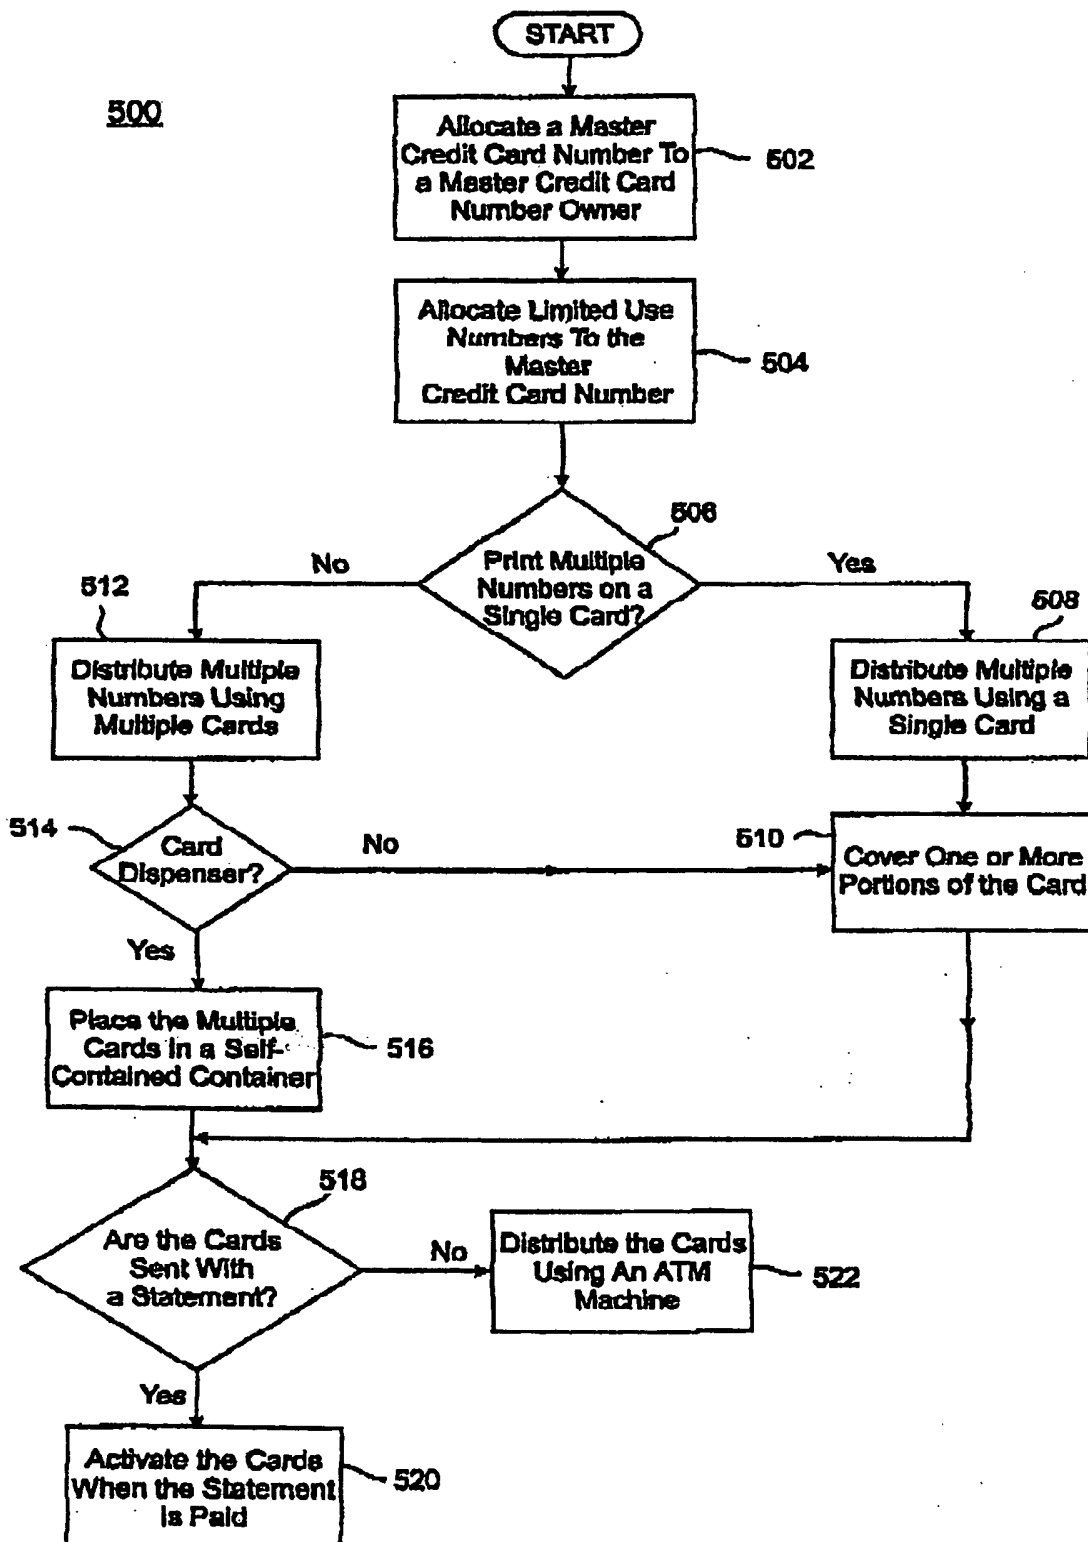 START
500
Allocate a Master
Credit Card Number To
a Master Credit Card
Number Owner
502
Allocate Limited Use
Numbers To the
Master
Credit Card Number
504
506
Print Multiple
Numbers on a
Single Card?
No
Yes
512
508
Distribute Multiple
Numbers Using
Multiple Cards
Distribute Multiple
Numbers Using a
Single Card
514
Card
Dispenser?
No
510
Cover One or More
Portions of the Card
Yes
Place the Multiple
Cards in a Self-
Contained Container
516
518
Are the Cards
Sent With
a Statement?
No
Distribute the Cards
Using An ATM
Machine
522
Yes
Activate the Cards
When the Statement
is Paid
520